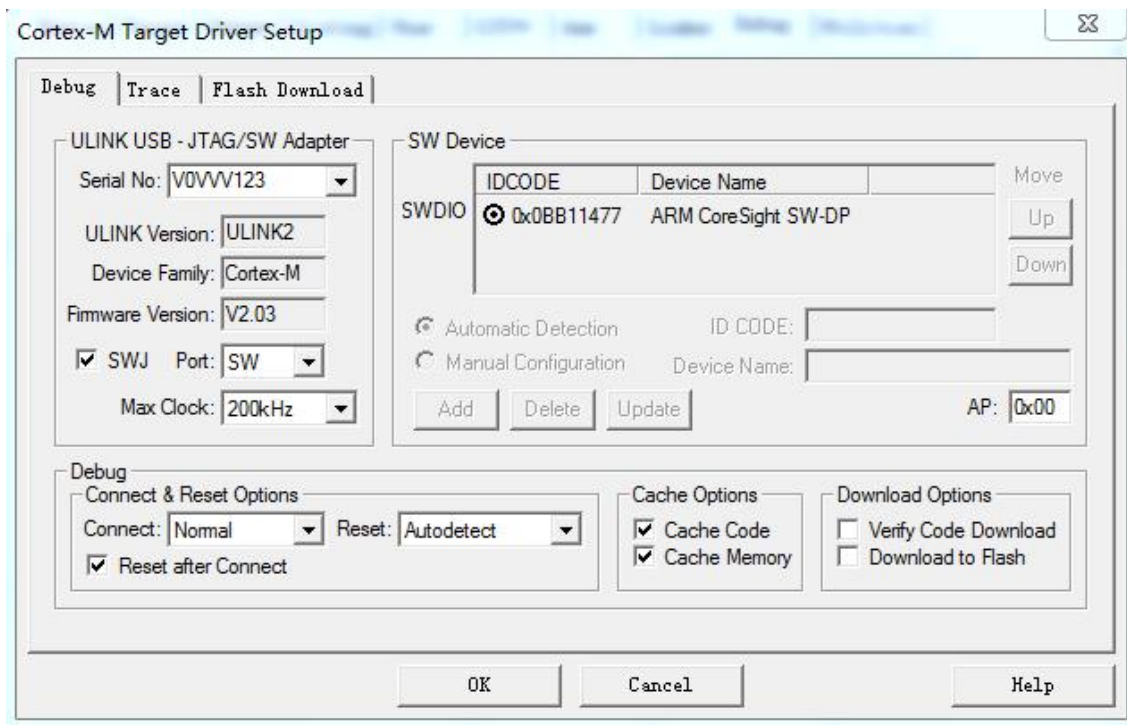 Cortex-M Target Driver Setup
Debug Trace Flash Download
ULINK USB - JTAG/SW Adapter
Serial No: V0VVV123
ULINK Version: ULINK2
Device Family: Cortex-M
Firmware Version: V2.03
SWJ Port: SW
Max Clock: 200kHz
SW Device
IDCODE Device Name
SWDIO 0x0BB11477 ARM CoreSight SW-DP
Move
Up
Down
Automatic Detection ID CODE:
Manual Configuration Device Name:
Add Delete Update AP: 0x00
Debug
Connect & Reset Options
Connect: Normal Reset: Autodetect
Reset after Connect
Cache Options
Cache Code
Cache Memory
Download Options
Verify Code Download
Download to Flash
OK Cancel Help